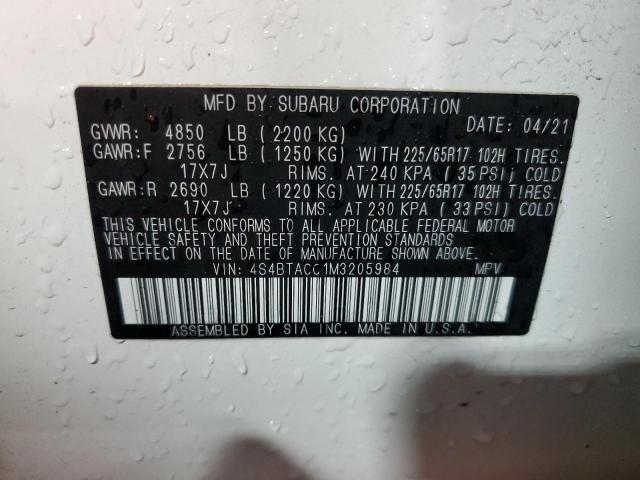 MFD BY SUBARU CORPORATION
DATE: 04/21
GVWR: 4850 LB (2200 KG)
GAWR:F 2756 LB (1250 KG) WITH 225/65R17 102H TIRES.
17X7J RIMS. AT 240 KPA (35 PSI) COLD
GAWR:R 2690 LB (1220 KG) WITH 225/65R17 102H TIRES.
17X7J RIMS. AT 230 KPA (33 PSI) COLD
THIS VEHICLE CONFORMS TO ALL APPLICABLE FEDERAL MOTOR
VEHICLE SAFETY AND THEFT PREVENTION STANDARDS
IN EFFECT ON THE DATE OF MANUFACTURE SHOWN ABOVE.
VIN: 4S4BTACC1M3205984 MPV
ASSEMBLED BY SIA INC. MADE IN U.S.A.